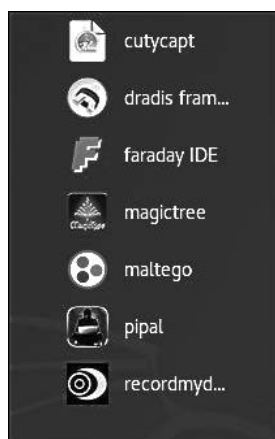 cutycapt
dradis fram...
faraday IDE
magictree
maltego
pipal
recordmyd...